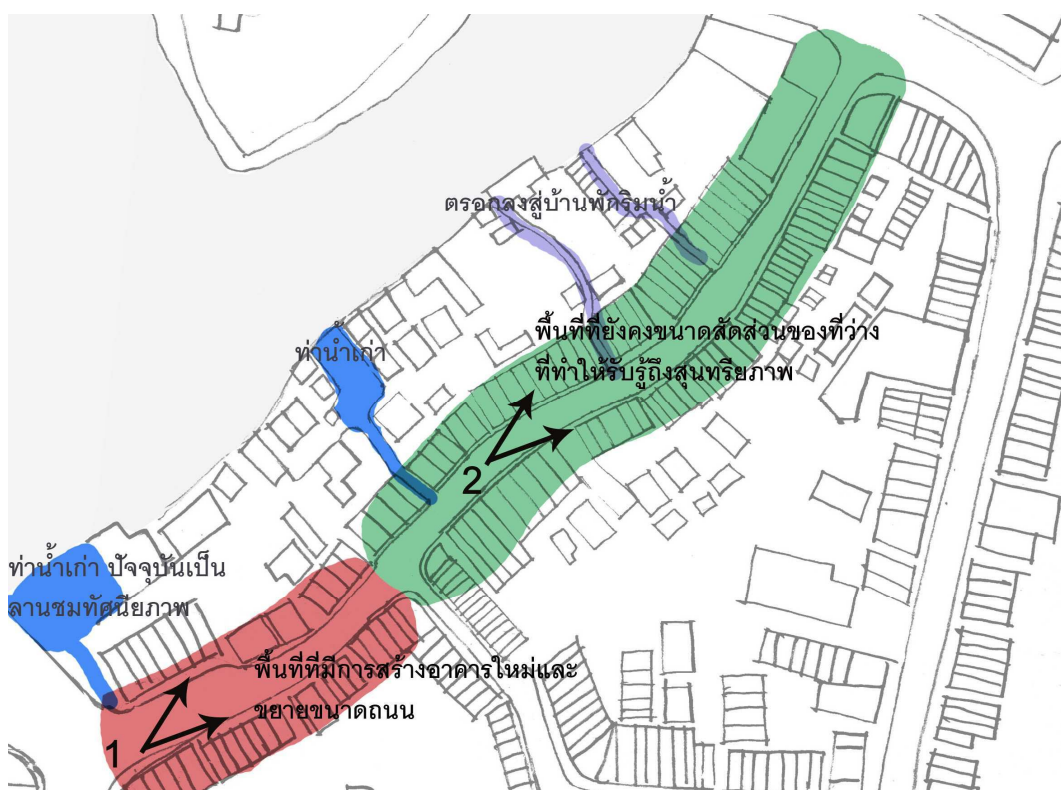 ตรอกลงสู่บ้านพักริมน้ำ
พื้นที่ที่ยังคงขนาดสัดส่วนของที่ว่าง
ที่ทำให้รับรู้ถึงสุนทรียภาพ
ท่าน้ำเก่า
2
ท่าน้ำเก่า ปัจจุบันเป็น
ลานชมทัศนียภาพ
พื้นที่ที่มีการสร้างอาคารใหม่และ
ขยายขนาดถนน
1